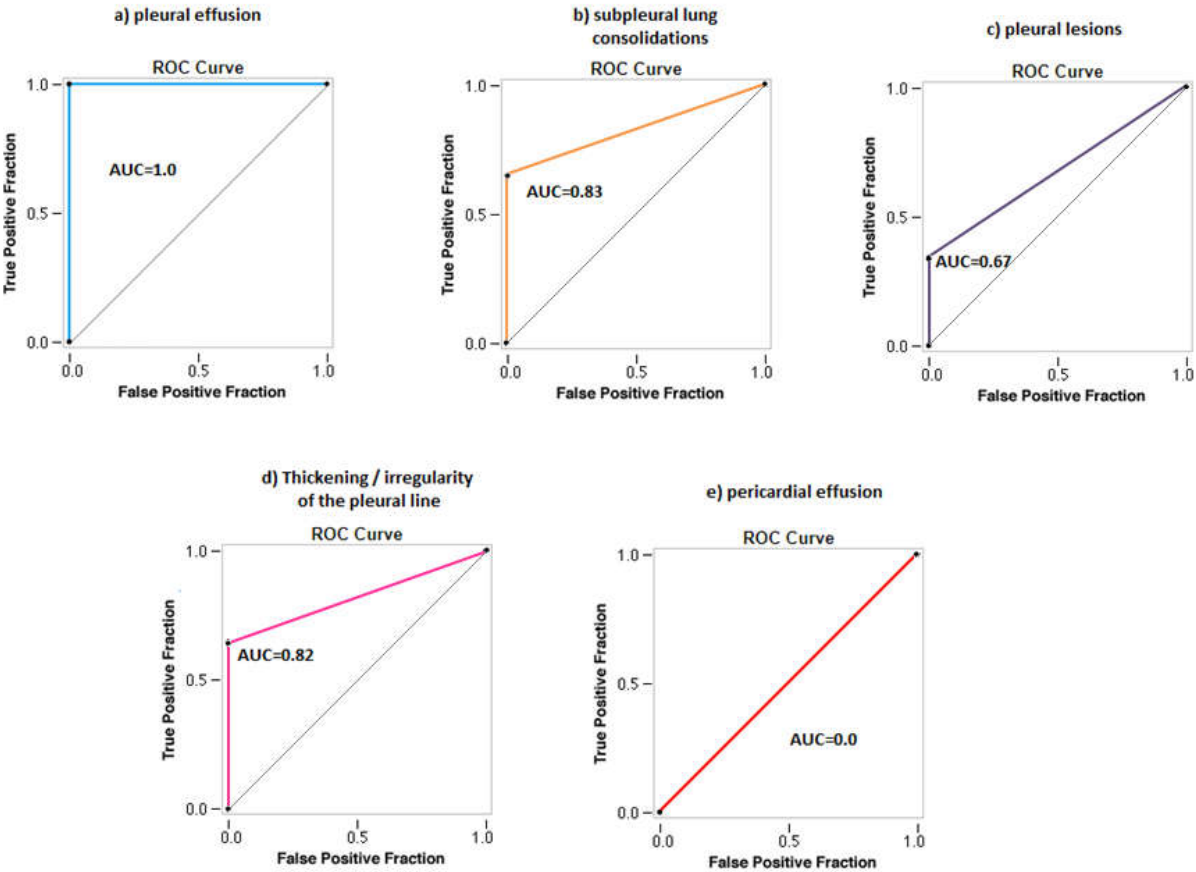 a) pleural effusion
ROC Curve
1.0
0.5
0.0
True Positive Fraction
AUC=1.0
0.0 0.5 1.0
False Positive Fraction
b) subpleural lung
consolidations
ROC Curve
1.0
0.5
0.0
True Positive Fraction
AUC=0.83
0.0 0.5 1.0
False Positive Fraction
c) pleural lesions
ROC Curve
1.0
0.5
0.0
True Positive Fraction
AUC=0.67
0.0 0.5 1.0
False Positive Fraction
d) Thickening / irregularity
of the pleural line
ROC Curve
1.0
0.5
0.0
True Positive Fraction
AUC=0.82
0.0 0.5 1.0
False Positive Fraction
e) pericardial effusion
ROC Curve
1.0
0.5
0.0
True Positive Fraction
AUC=0.0
0.0 0.5 1.0
False Positive Fraction